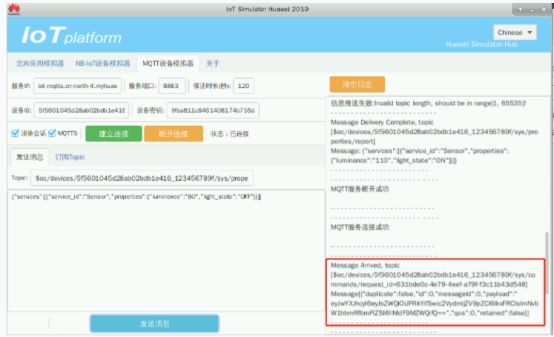 IoT Simulator Huawei 2019
HUAWEI
IoT platform
Chinese
Huawei Simulator-Hub
北向应用模拟器 NB-IoT设备模拟器 MQTT设备模拟器 关于
服务IP: iot-mqtts.cn-north-4.myhuaw 服务端口: 8883 保活时长(秒): 120
清空日志
设备ID: 5f5601045d28ab02bdb1e416 设备密钥:
清除会话 MQTTS 建立连接 断开连接 状态：已连接
发送消息 订阅Topic
Topic: $oc/devices/5f5601045d28ab02bdb1e416_123456789f/sys/prope
{"services":[{"service_id":"Sensor","properties":{"luminance":"80","light_state":"OFF"}}]}
发送消息
信息推送失败:Invalid topic length, should be in range[1, 65535]!
Message Delivery Complete, topic
[$oc/devices/5f5601045d28ab02bdb1e416_123456789f/sys/pro
perties/report]
Message: {"services":[{"service_id":"Sensor","properties":
{"luminance":"110","light_state":"ON"}}]}
MQTT服务断开成功
MQTT服务连接成功
Message Arrived, topic
[$oc/devices/5f5601045d28ab02bdb1e416_123456789f/sys/co
mmands/request_id=631bde0c-4e79-4eef-a79f-f3c11b43d548]
Message[{"duplicate":false,"id":0,"messageId":0,"payload":"
"qos":0,"retained":false}]